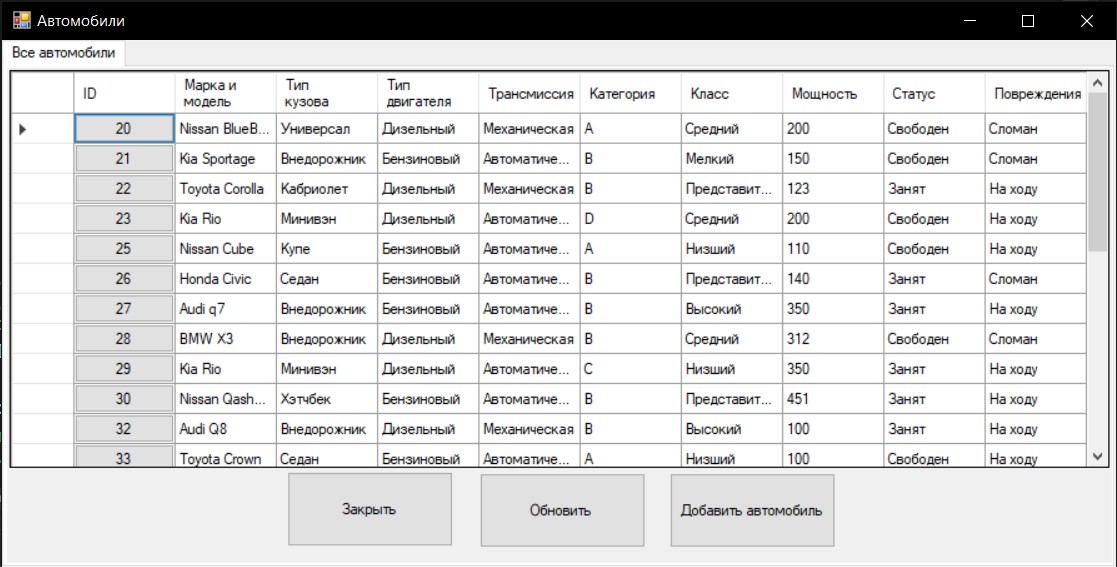 Автомобили
Все автомобили
ID Марка и модель Тип кузова Тип двигателя Трансмиссия Категория Класс Мощность Статус Повреждения
20 Nissan BlueB... Универсал Дизельный Механическая A Средний 200 Свободен Сломан
21 Kia Sportage Внедорожник Бензиновый Автоматиче... B Мелкий 150 Свободен Сломан
22 Toyota Corolla Кабриолет Дизельный Механическая B Представит... 123 Занят На ходу
23 Kia Rio Минивэн Дизельный Автоматиче... D Средний 200 Свободен На ходу
25 Nissan Cube Купе Бензиновый Автоматиче... A Низший 110 Свободен На ходу
26 Honda Civic Седан Бензиновый Автоматиче... B Представит... 140 Занят Сломан
27 Audi q7 Внедорожник Бензиновый Автоматиче... B Высокий 350 Занят На ходу
28 BMW X3 Внедорожник Дизельный Механическая B Средний 312 Свободен Сломан
29 Kia Rio Минивэн Дизельный Автоматиче... C Низший 350 Занят На ходу
30 Nissan Qash... Хэтчбек Бензиновый Автоматиче... B Представит... 451 Занят На ходу
32 Audi Q8 Внедорожник Дизельный Механическая B Высокий 100 Занят На ходу
33 Toyota Crown Седан Бензиновый Автоматиче... A Низший 100 Свободен На ходу
Закрыть Обновить Добавить автомобиль